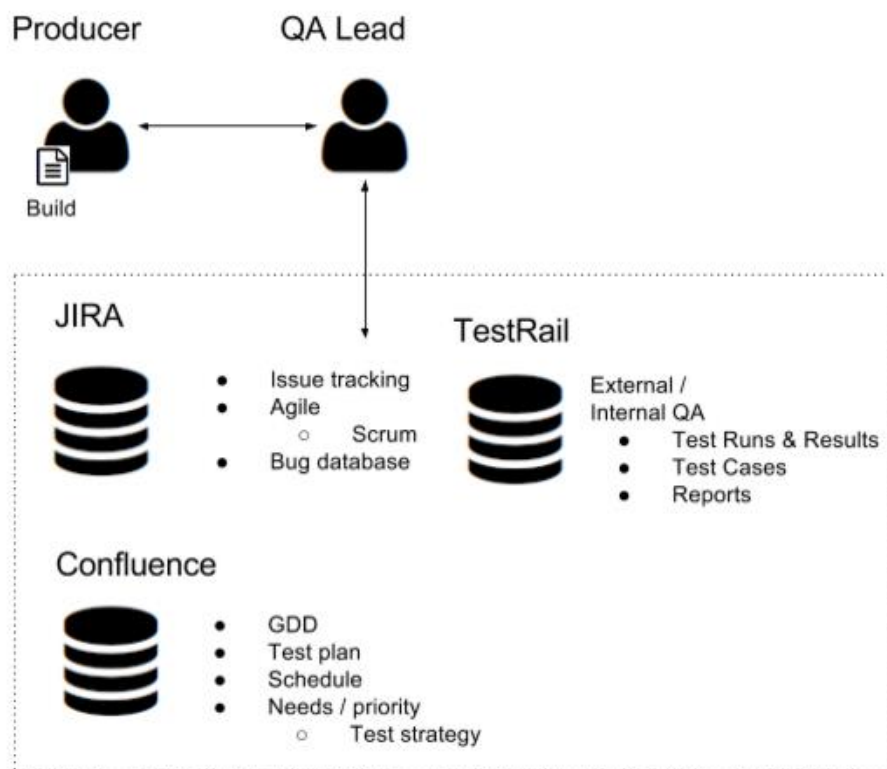 Producer
QA Lead
Build
JIRA
● Issue tracking
● Agile
○ Scrum
● Bug database
TestRail
External /
Internal QA
● Test Runs & Results
● Test Cases
● Reports
Confluence
● GDD
● Test plan
● Schedule
● Needs / priority
○ Test strategy